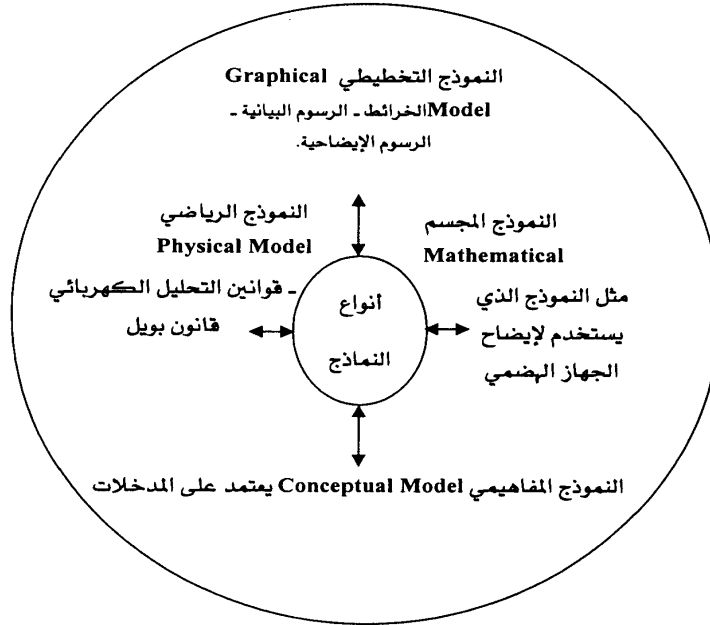 النموذج التخطيطي Graphical
Modelالخرائط ـ الرسوم البيانية ـ
الرسوم الإيضاحية.
النموذج المجسم
Mathematical
مثل النموذج الذي
يستخدم لإيضاح
الجهاز الهضمي
أنواع
النماذج
النموذج الرياضي
Physical Model
ـ قوانين التحليل الكهربائي
قانون بويل
النموذج المفاهيمي Conceptual Model يعتمد على المدخلات